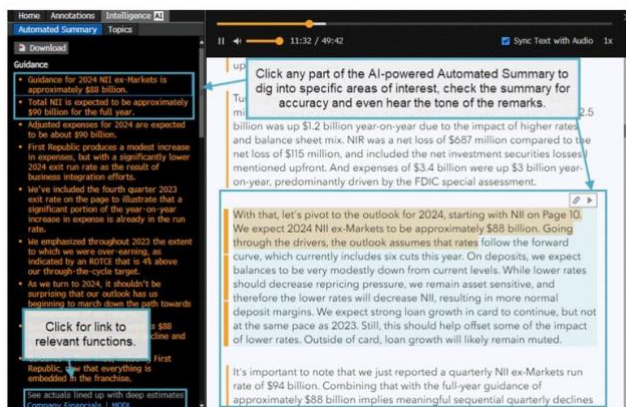 Home Annotations Intelligence AI
Automated Summary Topics
Download
Guidance
• Guidance for 2024 NII ex-Markets is
approximately $88 billion.
• Total NII is expected to be approximately
$90 billion for the full year.
• Adjusted expenses for 2024 are expected
to be about $90 billion.
• First Republic produces a modest increase
in expenses, but with a significantly lower
2024 exit run rate as the result of
business integration efforts.
• We've included the fourth quarter 2023
exit rate on the page to illustrate that a
significant portion of the year-on-year
increase in expense is already in the run
rate.
• We emphasized throughout 2023 the extent
to which we were over-earning, as
indicated by an ROTCE that is 4% above
our through-the-cycle target.
• As we turn to 2024, it shouldn't be
surprising that our outlook has us
beginning to march down the path towards
Click for link to
relevant functions.
is $88
cline and
First
Republic, now that everything is
embedded in the franchise.
See actuals lined up with deep estimates
Company Financials | MODL
11:32 / 49:42
Sync Text with Audio 1x
Click any part of the AI-powered Automated Summary to
dig into specific areas of interest, check the summary for
accuracy and even hear the tone of the remarks.
billion was up $1.2 billion year-on-year due to the impact of higher rates
and balance sheet mix. NIR was a net loss of $687 million compared to the
net loss of $115 million, and included the net investment securities losses I
mentioned upfront. And expenses of $3.4 billion were up $3 billion year-
on-year, predominantly driven by the FDIC special assessment.
With that, let's pivot to the outlook for 2024, starting with NII on Page 10.
We expect 2024 NII ex-Markets to be approximately $88 billion. Going
through the drivers, the outlook assumes that rates follow the forward
curve, which currently includes six cuts this year. On deposits, we expect
balances to be very modestly down from current levels. While lower rates
should decrease repricing pressure, we remain asset sensitive, and
therefore the lower rates will decrease NII, resulting in more normal
deposit margins. We expect strong loan growth in card to continue, but not
at the same pace as 2023. Still, this should help offset some of the impact
of lower rates. Outside of card, loan growth will likely remain muted.
It's important to note that we just reported a quarterly NII ex-Markets run
rate of $94 billion. Combining that with the full-year guidance of
approximately $88 billion implies meaningful sequential quarterly declines